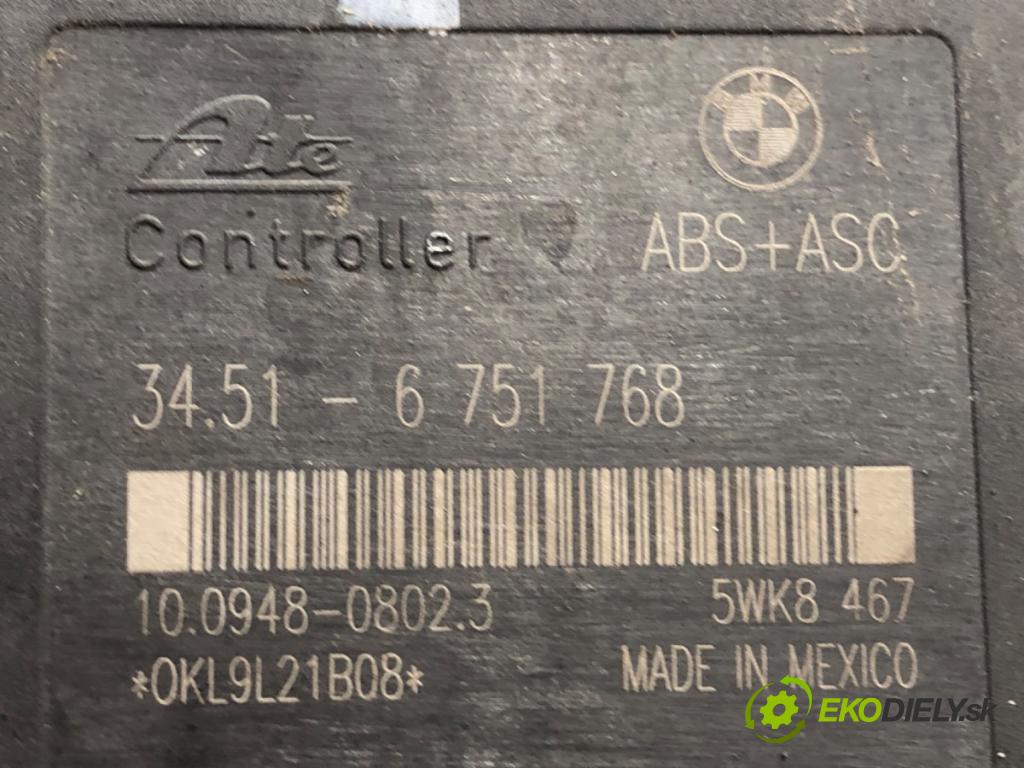 Ate
BMW
Controller
ABS+ASC
34.51 - 6 751 768
10.0948-0802.3
5WK8 467
*0KL9L21B08*
MADE IN MEXICO
EKODIELY.sk